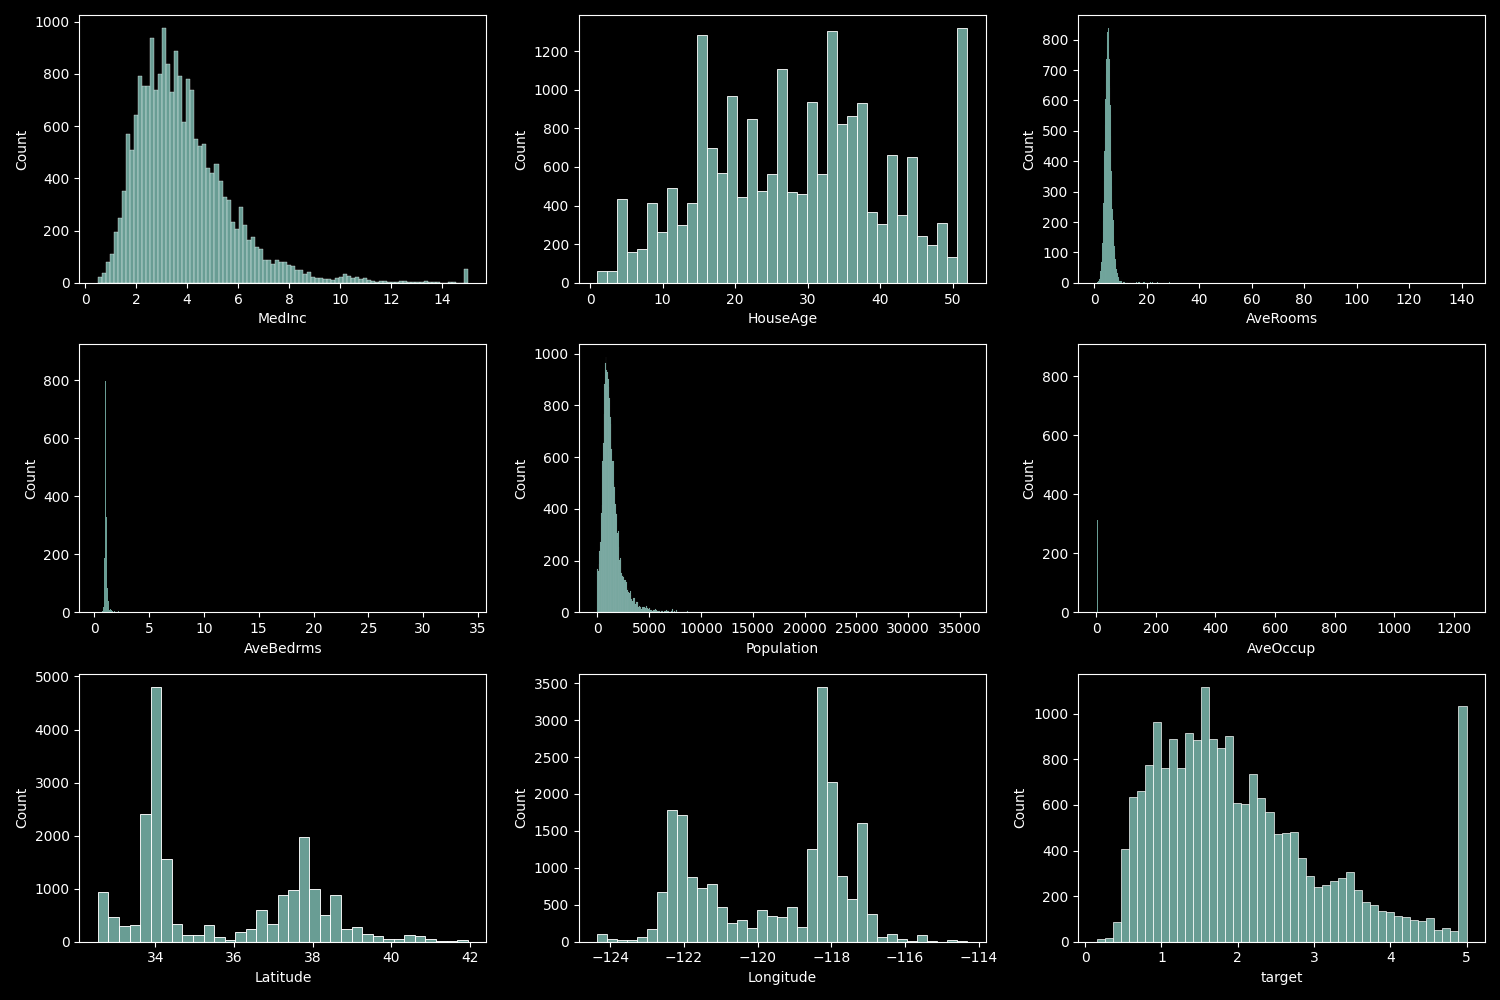 1000
800
600
400
200
0
Count
0 2 4 6 8 10 12 14
MedInc
1200
1000
800
600
400
200
0
Count
0 10 20 30 40 50
HouseAge
800
700
600
500
400
300
200
100
0
Count
0 20 40 60 80 100 120 140
AveRooms
800
600
400
200
0
Count
0 5 10 15 20 25 30 35
AveBedrms
1000
800
600
400
200
0
Count
0 5000 10000 15000 20000 25000 30000 35000
Population
800
600
400
200
0
Count
0 200 400 600 800 1000 1200
AveOccup
5000
4000
3000
2000
1000
0
Count
34 36 38 40 42
Latitude
3500
3000
2500
2000
1500
1000
500
0
Count
−124 −122 −120 −118 −116 −114
Longitude
1000
800
600
400
200
0
Count
0 1 2 3 4 5
target